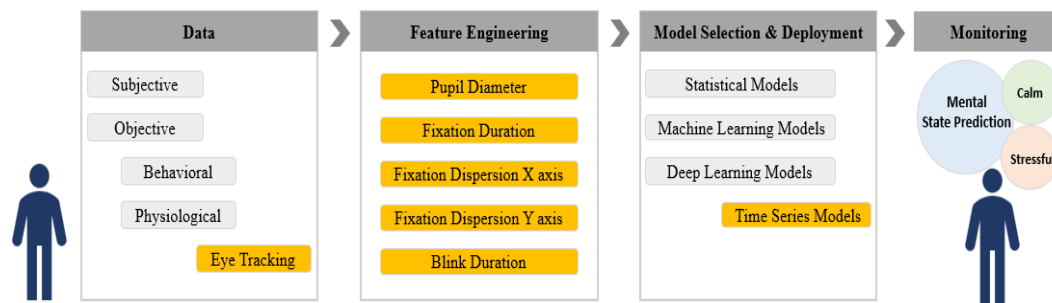 Data
Subjective
Objective
Behavioral
Physiological
Eye Tracking
Feature Engineering
Pupil Diameter
Fixation Duration
Fixation Dispersion X axis
Fixation Dispersion Y axis
Blink Duration
Model Selection & Deployment
Statistical Models
Machine Learning Models
Deep Learning Models
Time Series Models
Monitoring
Mental
State Prediction
Calm
Stressfu